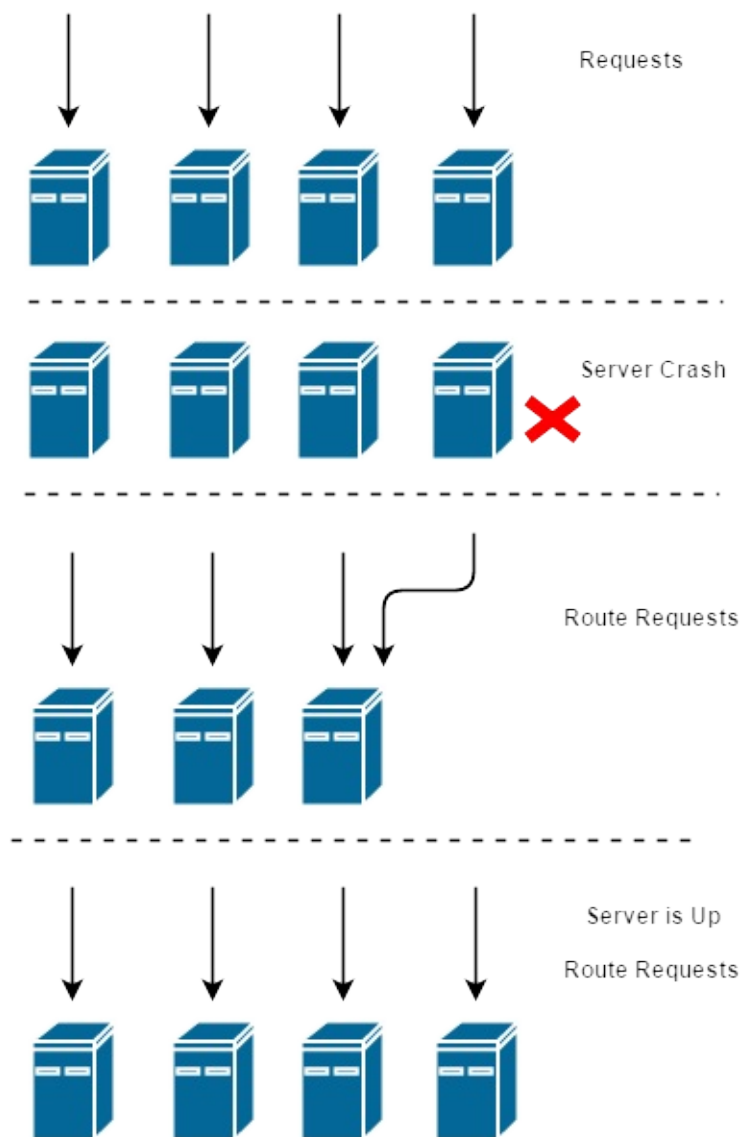 Requests
Server Crash
Route Requests
Server is Up
Route Requests